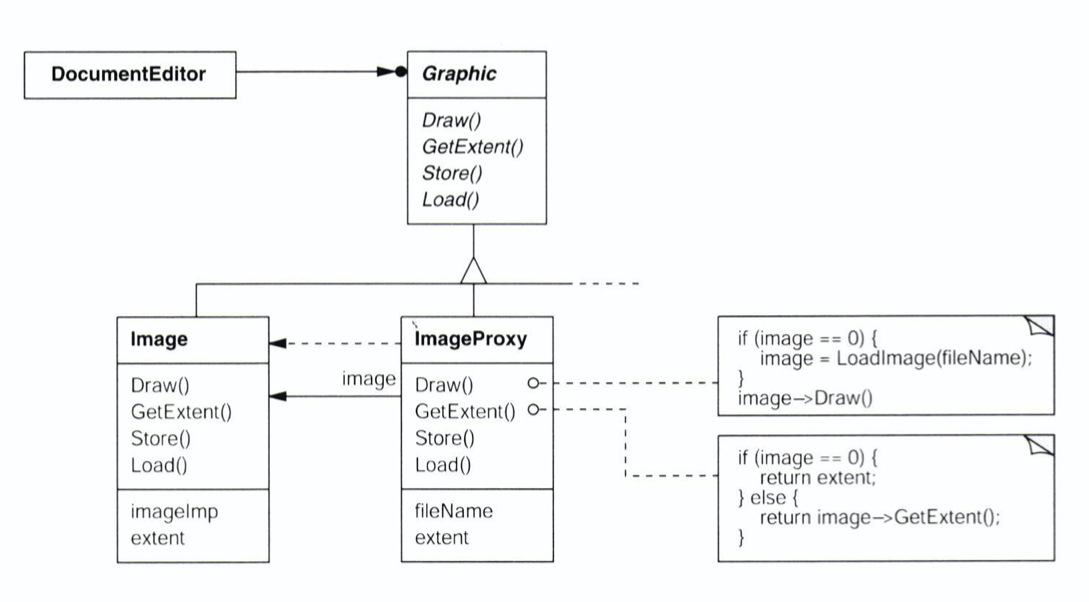 DocumentEditor
Graphic
Draw()
GetExtent()
Store()
Load()
Image
Draw()
GetExtent()
Store()
Load()
imageImp
extent
image
ImageProxy
Draw()
GetExtent()
Store()
Load()
fileName
extent
if (image == 0) {
image = LoadImage(fileName);
}
image->Draw()
if (image == 0) {
return extent;
} else {
return image->GetExtent();
}